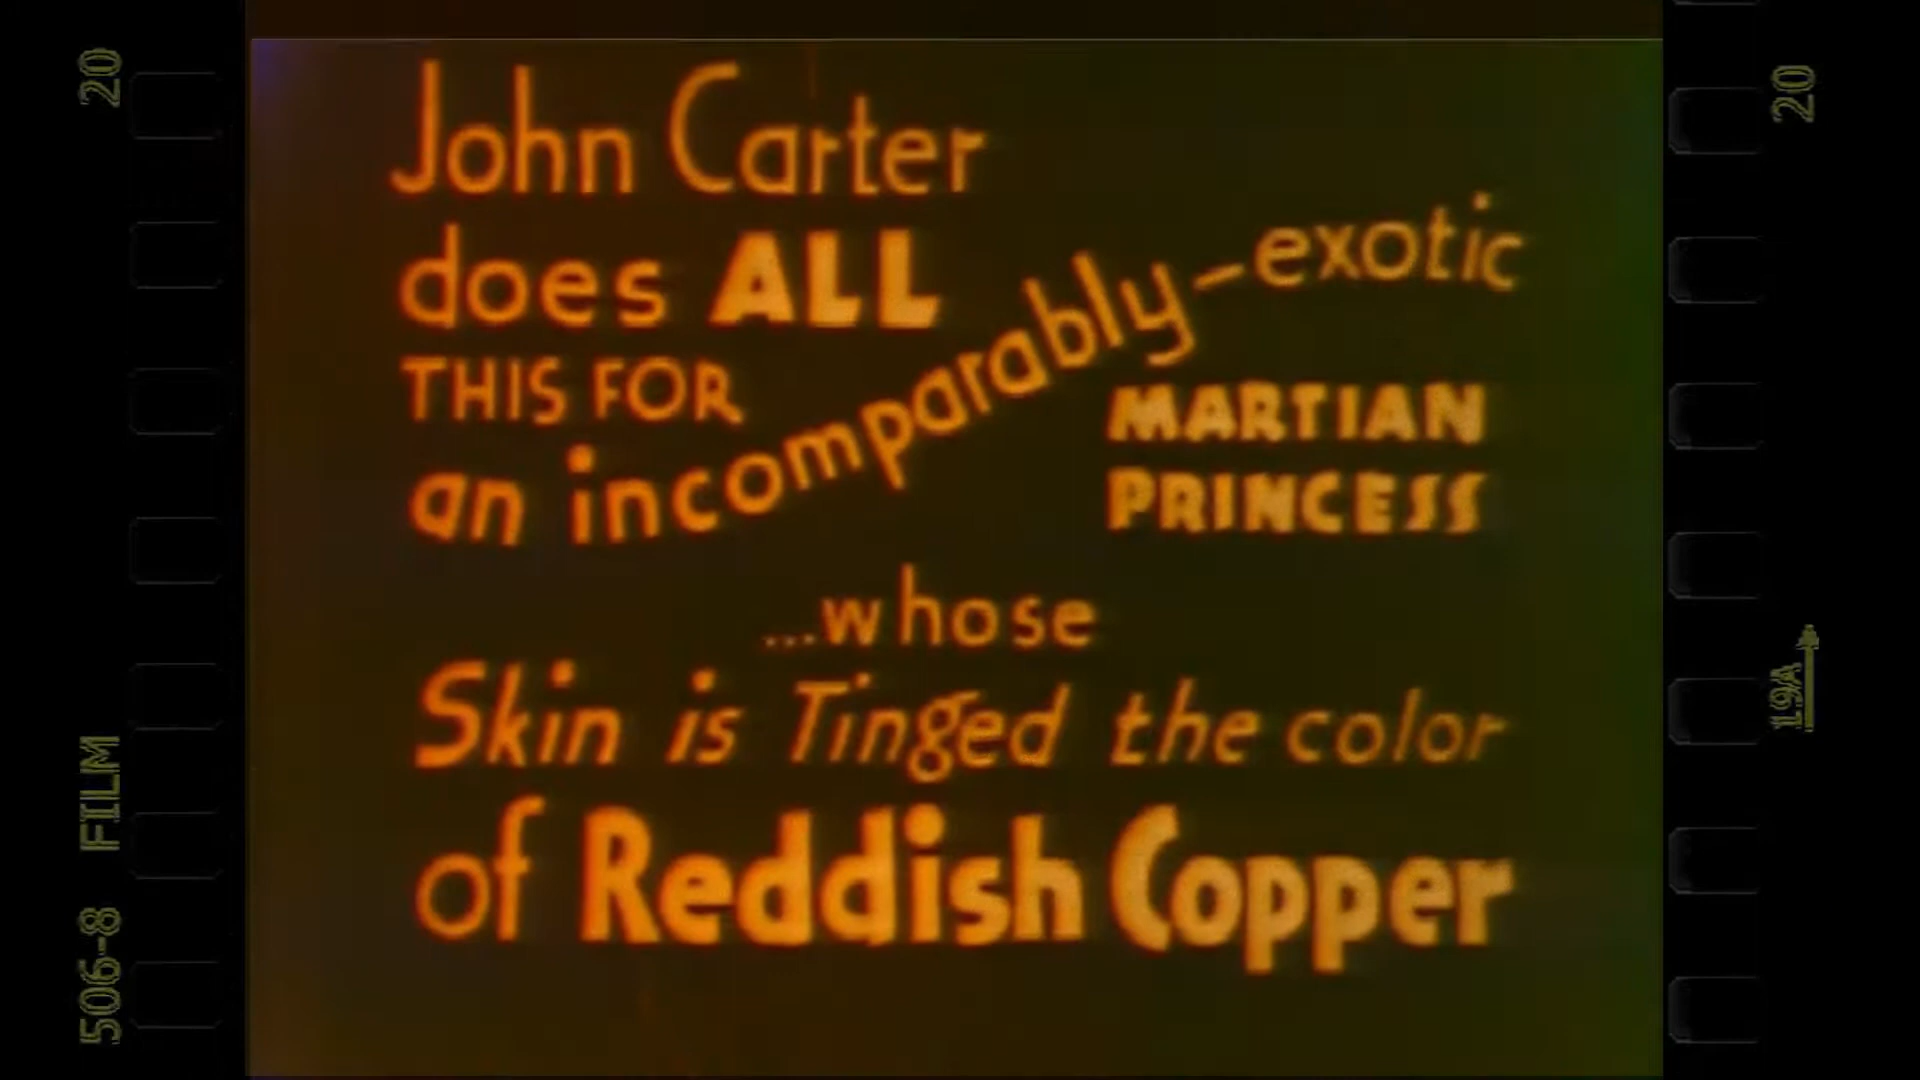 John Carter
does ALL
THIS FOR
an incomparably-exotic
MARTIAN
PRINCESS
...whose
Skin is Tinged the color
of Reddish Copper
20
FILM
506-8
20
19A